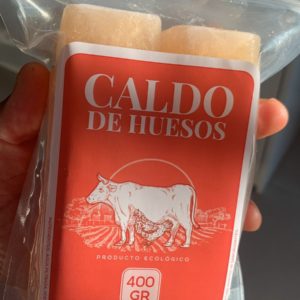 CALDO
DE HUESOS
PRODUCTO ECOLÓGICO
400
GR